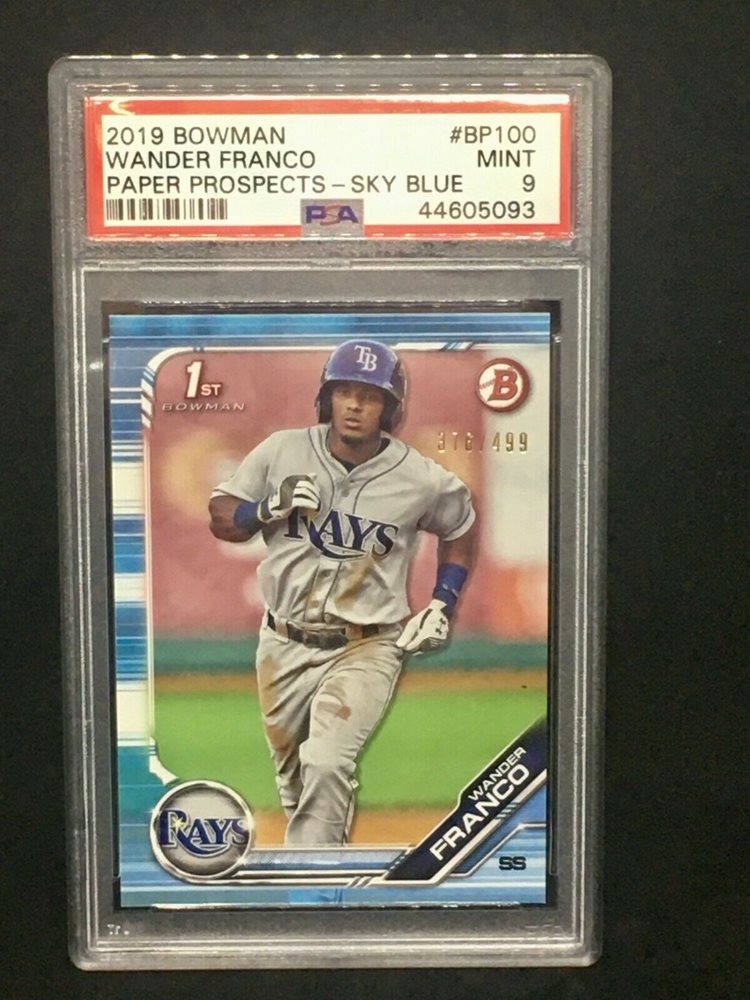 2019 BOWMAN #BP100
WANDER FRANCO MINT
PAPER PROSPECTS - SKY BLUE 9
PSA 44605093
1ST
BOWMAN
B
TB
376/499
RAYS
WANDER
FRANCO
RAYS
SS